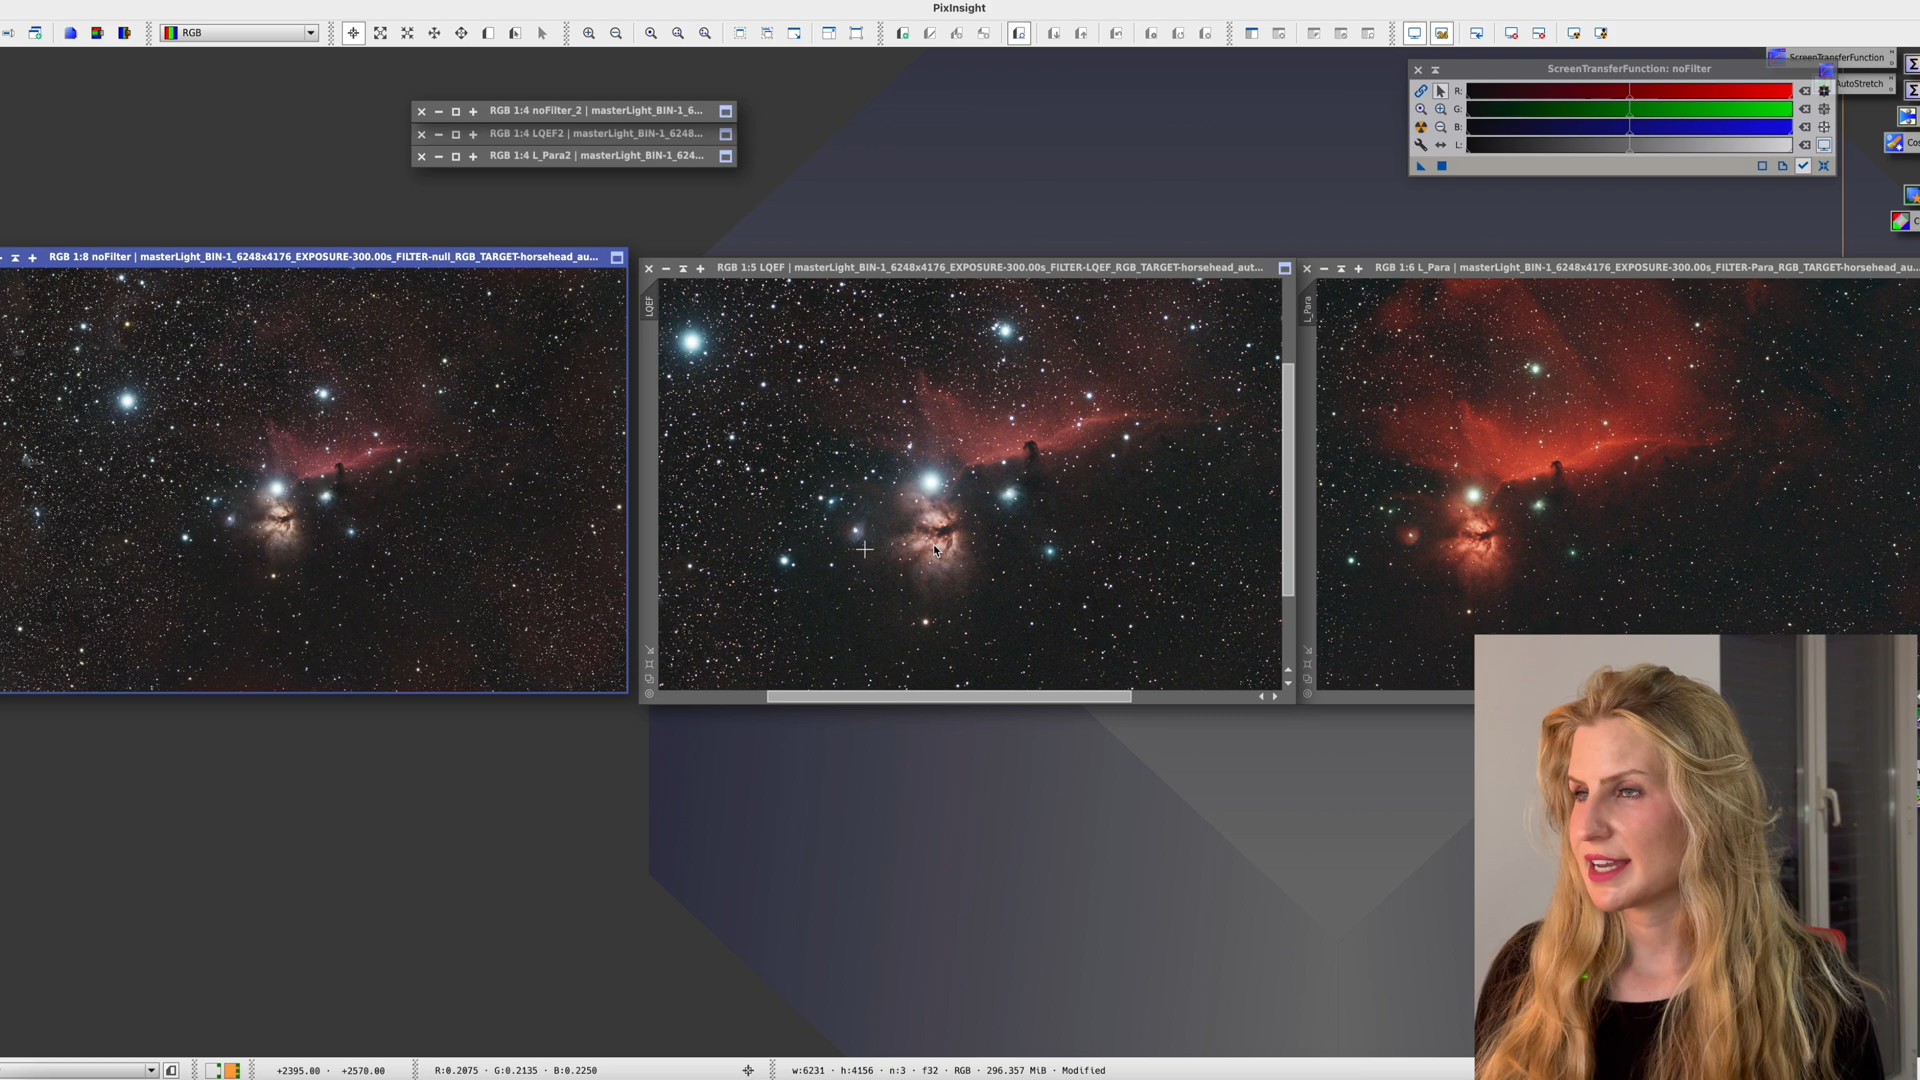 PixInsight
RGB
ScreenTransferFunction
AutoStretch
ScreenTransferFunction: noFilter
R:
G:
B:
L:
RGB 1:4 noFilter_2 | masterLight_BIN-1_6...
RGB 1:4 LQEF2 | masterLight_BIN-1_6248...
RGB 1:4 L_Para2 | masterLight_BIN-1_624...
RGB 1:8 noFilter | masterLight_BIN-1_6248x4176_EXPOSURE-300.00s_FILTER-null_RGB_TARGET-horsehead_au...
RGB 1:5 LQEF | masterLight_BIN-1_6248x4176_EXPOSURE-300.00s_FILTER-LQEF_RGB_TARGET-horsehead_aut...
RGB 1:6 L_Para | masterLight_BIN-1_6248x4176_EXPOSURE-300.00s_FILTER-Para_RGB_TARGET-horsehead_au...
LQEF
L_Para
+2395.00 · +2570.00
R:0.2075 · G:0.2135 · B:0.2250
w:6231 · h:4156 · n:3 · f32 · RGB · 296.357 MiB · Modified